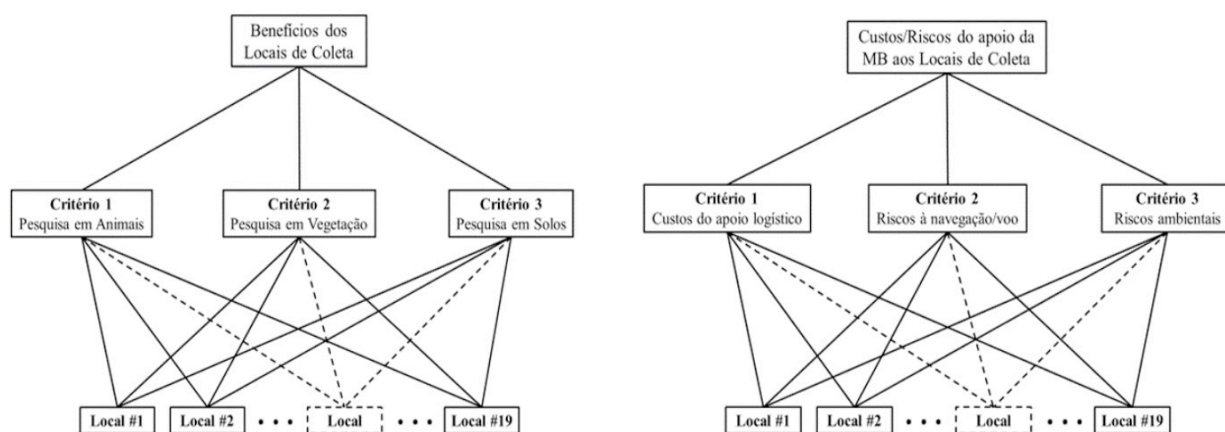 Benefícios dos
Locais de Coleta
Critério 1
Pesquisa em Animais
Critério 2
Pesquisa em Vegetação
Critério 3
Pesquisa em Solos
Local #1
Local #2
• • •
Local
• • •
Local #19
Custos/Riscos do apoio da
MB aos Locais de Coleta
Critério 1
Custos do apoio logístico
Critério 2
Riscos à navegação/voo
Critério 3
Riscos ambientais
Local #1
Local #2
• • •
Local
• • •
Local #19